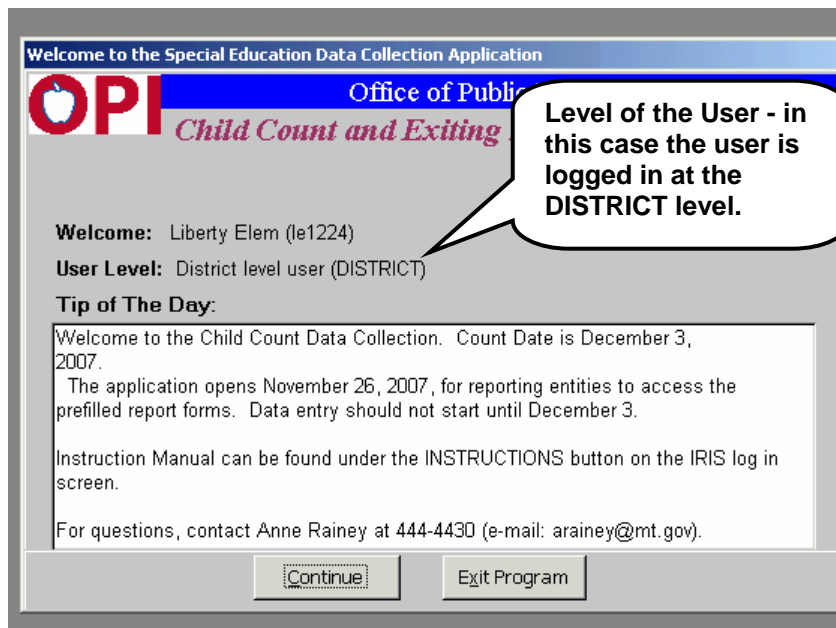 Welcome to the Special Education Data Collection Application
OPI
Office of Public
Child Count and Exiting
Level of the User - in
this case the user is
logged in at the
DISTRICT level.
Welcome: Liberty Elem (le1224)
User Level: District level user (DISTRICT)
Tip of The Day:
Welcome to the Child Count Data Collection. Count Date is December 3,
2007.
The application opens November 26, 2007, for reporting entities to access the
prefilled report forms. Data entry should not start until December 3.
Instruction Manual can be found under the INSTRUCTIONS button on the IRIS log in
screen.
For questions, contact Anne Rainey at 444-4430 (e-mail: arainey@mt.gov).
Continue
Exit Program